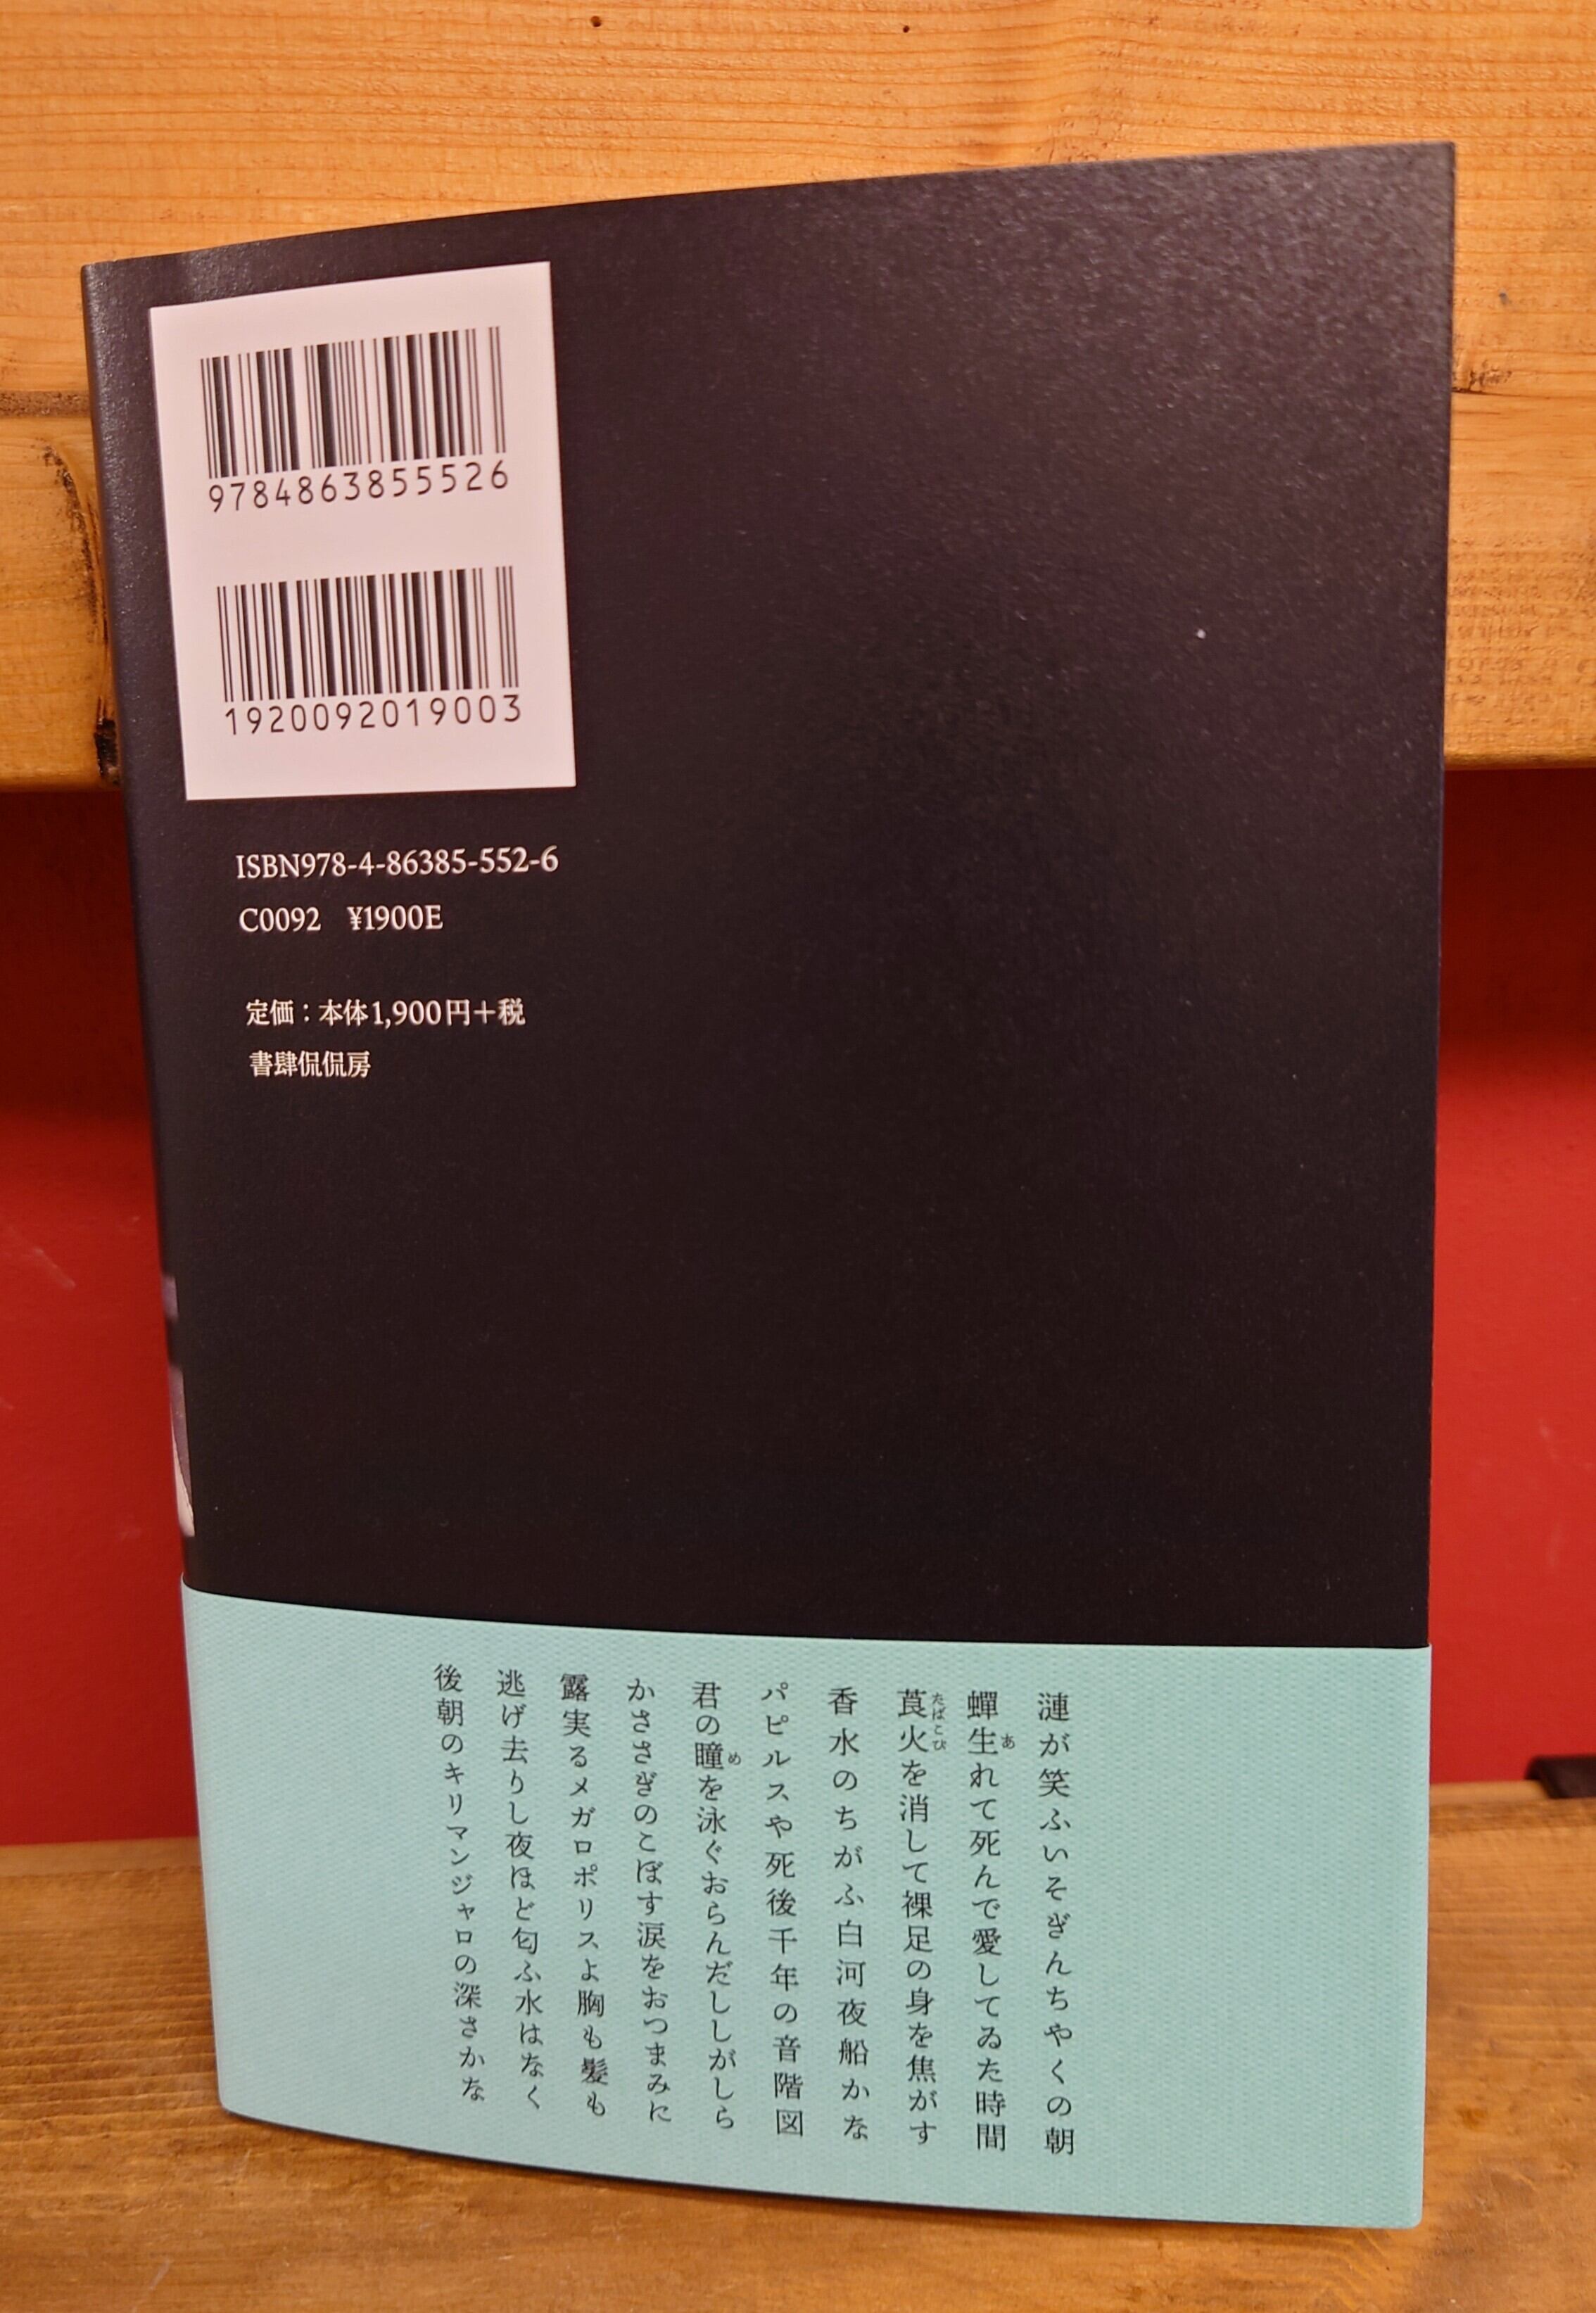 9784863855526
1920092019003
ISBN978-4-86385-552-6
C0092 ¥1900E
定価：本体1,900円＋税
書肆侃侃房
漣が笑ふいそぎんちやくの朝
蟬生れて死んで愛してゐた時間
あ
莨火を消して裸足の身を焦がす
たばこび
香水のちがふ白河夜船かな
パピルスや死後千年の音階図
君の瞳を泳ぐおらんだししがしら
め
かささぎのこぼす涙をおつまみに
露実るメガロポリスよ胸も髪も
逃げ去りし夜ほど匂ふ水はなく
後朝のキリマンジャロの深さかな